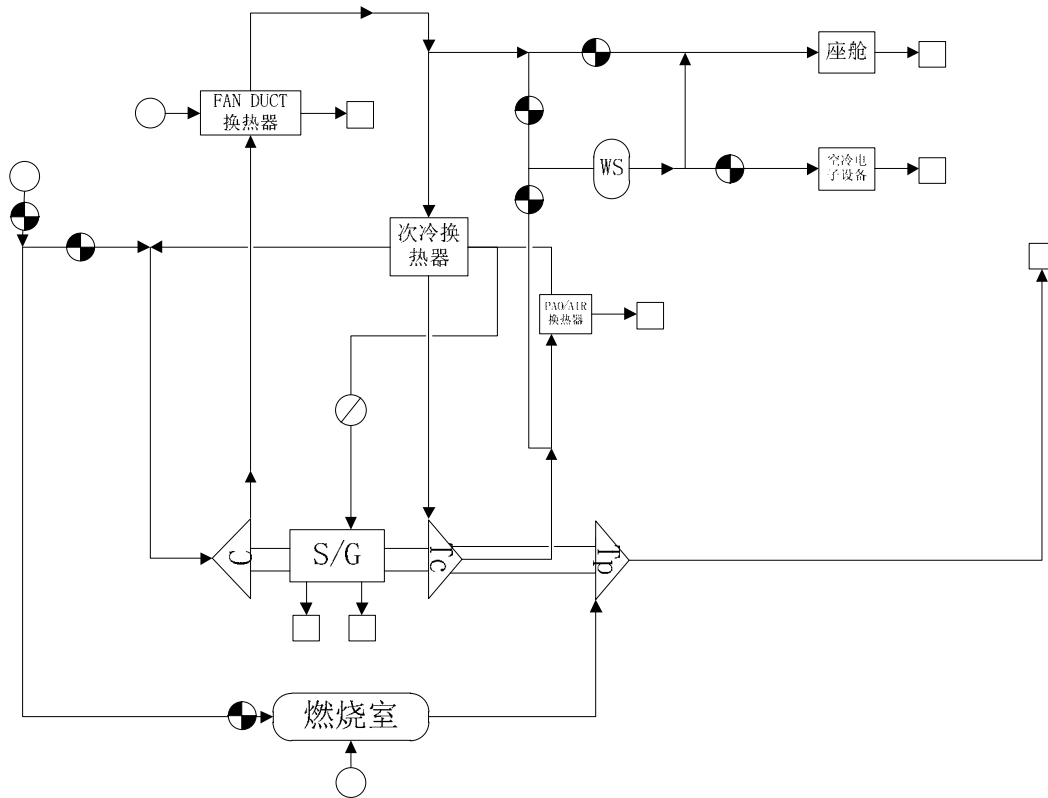 FAN DUCT
换热器
座舱
WS
空冷电
子设备
次冷换
热器
PAO/AIR
换热器
C
S/G
Tc
Tp
燃烧室